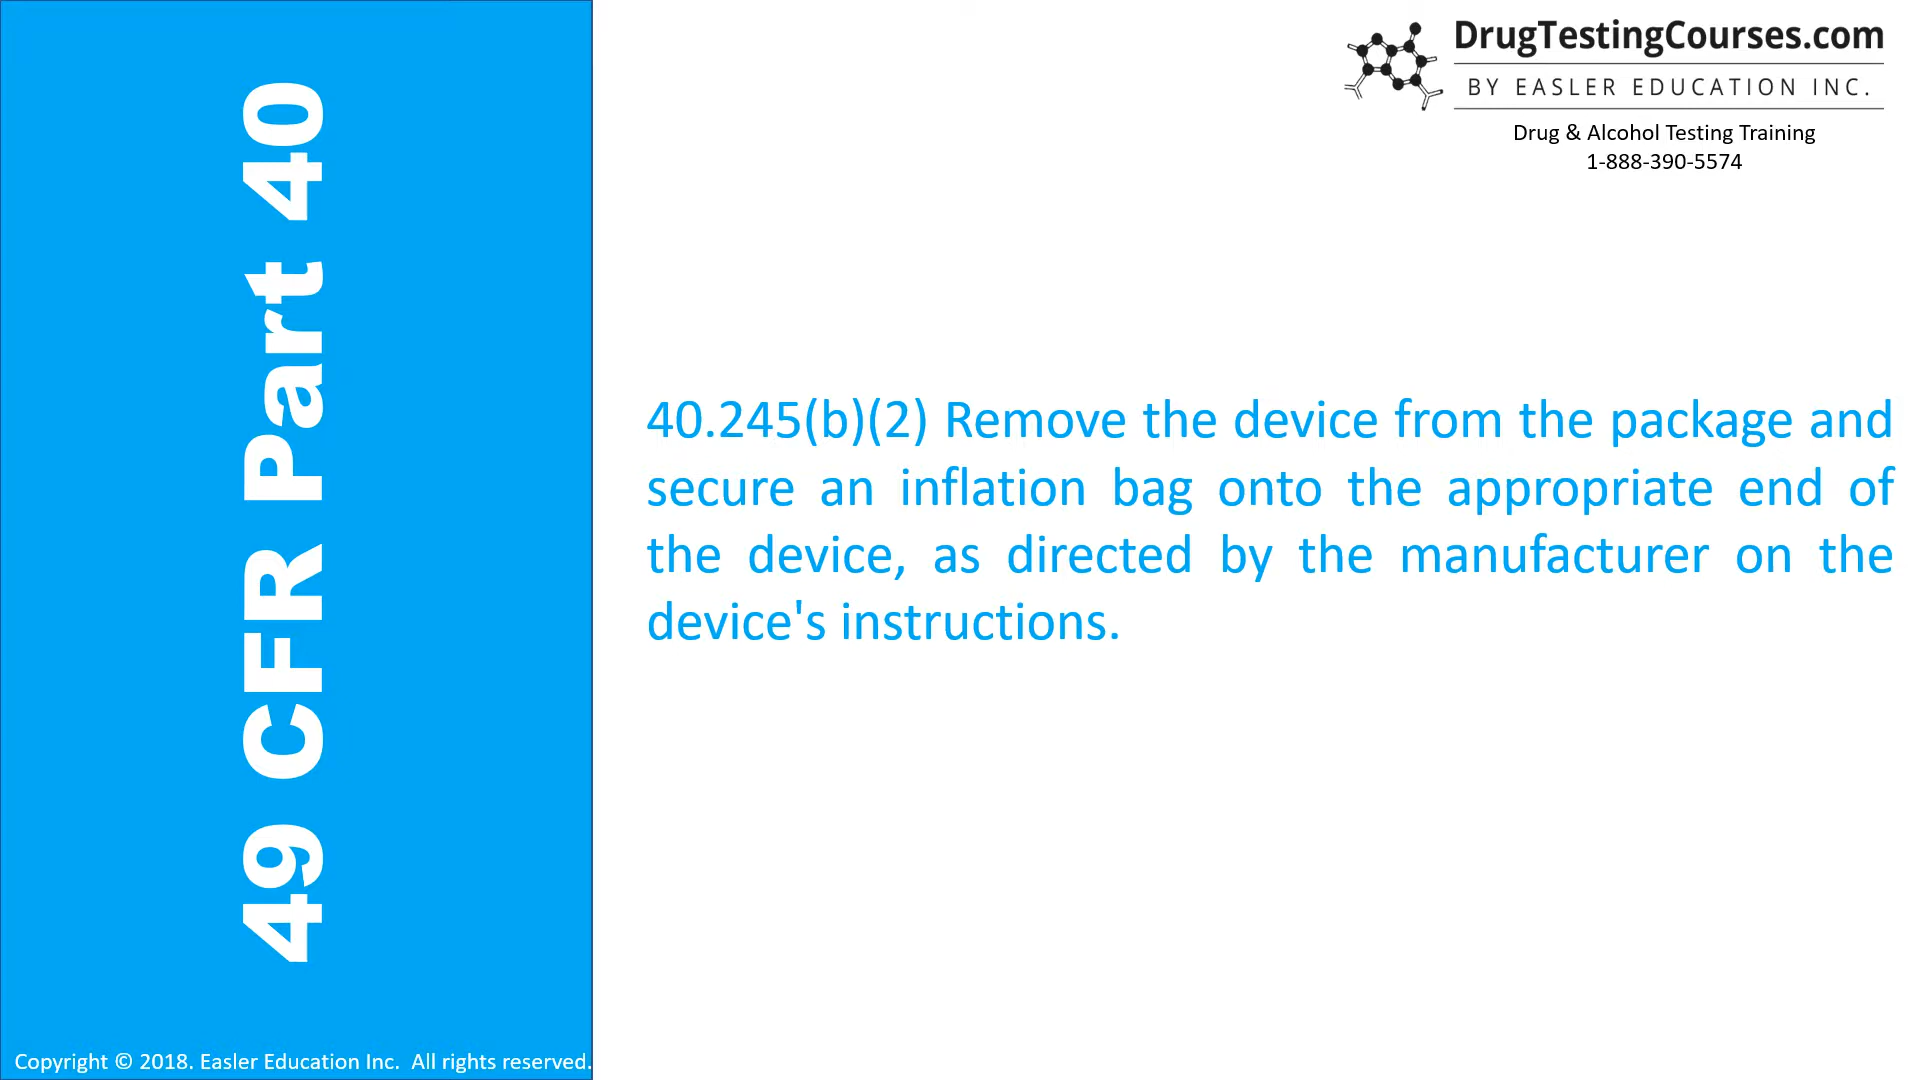 49 CFR Part 40
DrugTestingCourses.com
BY EASLER EDUCATION INC.
Drug & Alcohol Testing Training
1-888-390-5574
40.245(b)(2) Remove the device from the package and
secure an inflation bag onto the appropriate end of
the device, as directed by the manufacturer on the
device's instructions.
Copyright © 2018. Easler Education Inc.  All rights reserved.